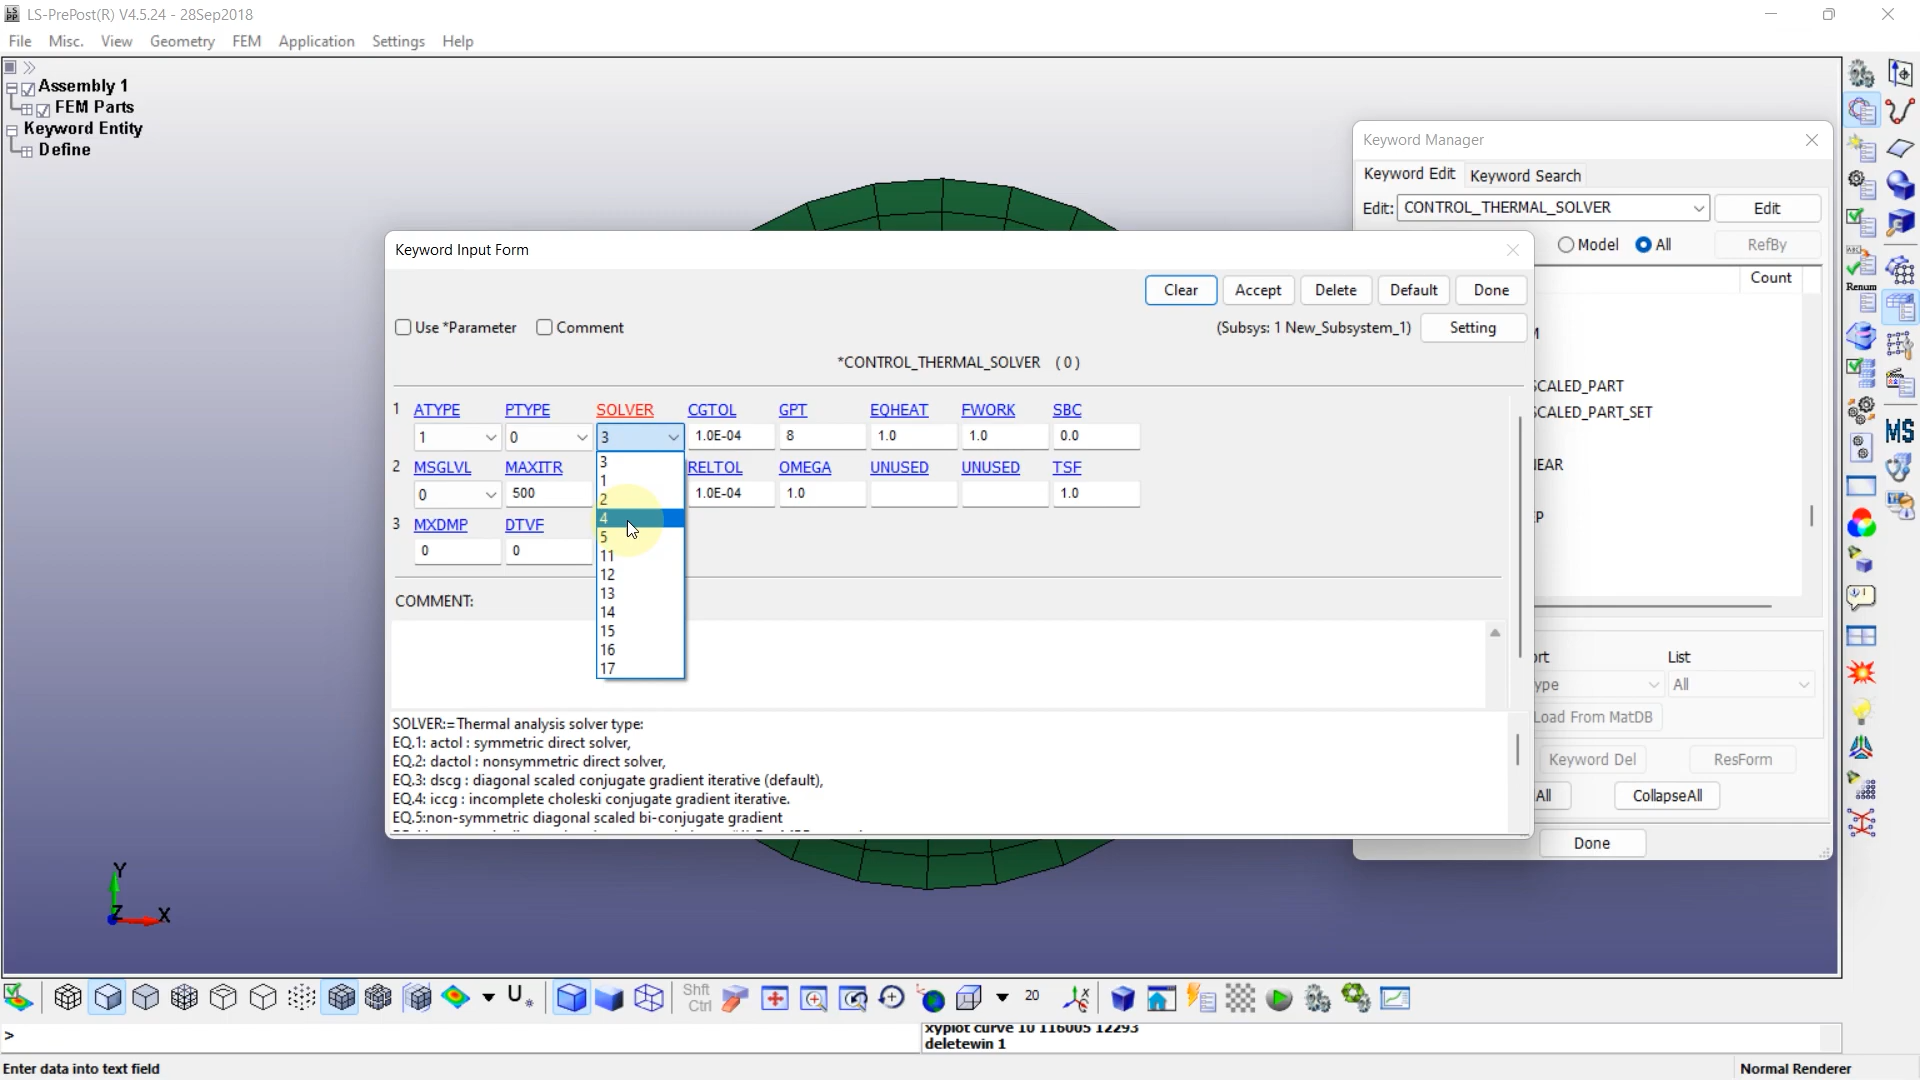 LS-PrePost(R) V4.5.24 - 28Sep2018
File Misc. View Geometry FEM Application Settings Help
Assembly 1
FEM Parts
Keyword Entity
Define
Keyword Manager
Keyword Edit Keyword Search
Edit: CONTROL_THERMAL_SOLVER Edit
Model All RefBy
Count
SCALED_PART
SCALED_PART_SET
EAR
List
All
Load From MatDB
Keyword Del ResForm
All CollapseAll
Done
Keyword Input Form
Clear Accept Delete Default Done
Use *Parameter Comment (Subsys: 1 New_Subsystem_1) Setting
*CONTROL_THERMAL_SOLVER (0)
1 ATYPE PTYPE SOLVER CGTOL GPT EQHEAT FWORK SBC
1 0 3 1.0E-04 8 1.0 1.0 0.0
2 MSGLVL MAXITR RELTOL OMEGA UNUSED UNUSED TSF
0 500 1.0E-04 1.0 1.0
3 MXDMP DTVF
0 0
3
1
2
4
5
11
12
13
14
15
16
17
COMMENT:
SOLVER:=Thermal analysis solver type:
EQ.1: actol : symmetric direct solver,
EQ.2: dactol : nonsymmetric direct solver,
EQ.3: dscg : diagonal scaled conjugate gradient iterative (default),
EQ.4: iccg : incomplete choleski conjugate gradient iterative.
EQ.5:non-symmetric diagonal scaled bi-conjugate gradient
Renum
MS
Y
Z X
Shft
Ctrl
20
>
xyplot curve 10 116005 12293
deletewin 1
Enter data into text field
Normal Renderer